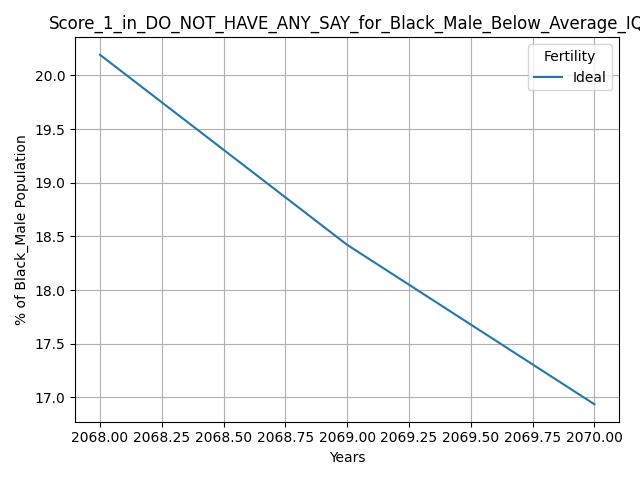 Score_1_in_DO_NOT_HAVE_ANY_SAY_for_Black_Male_Below_Average_IQ
Fertility
Ideal
% of Black_Male Population
20.0
19.5
19.0
18.5
18.0
17.5
17.0
2068.00 2068.25 2068.50 2068.75 2069.00 2069.25 2069.50 2069.75 2070.00
Years